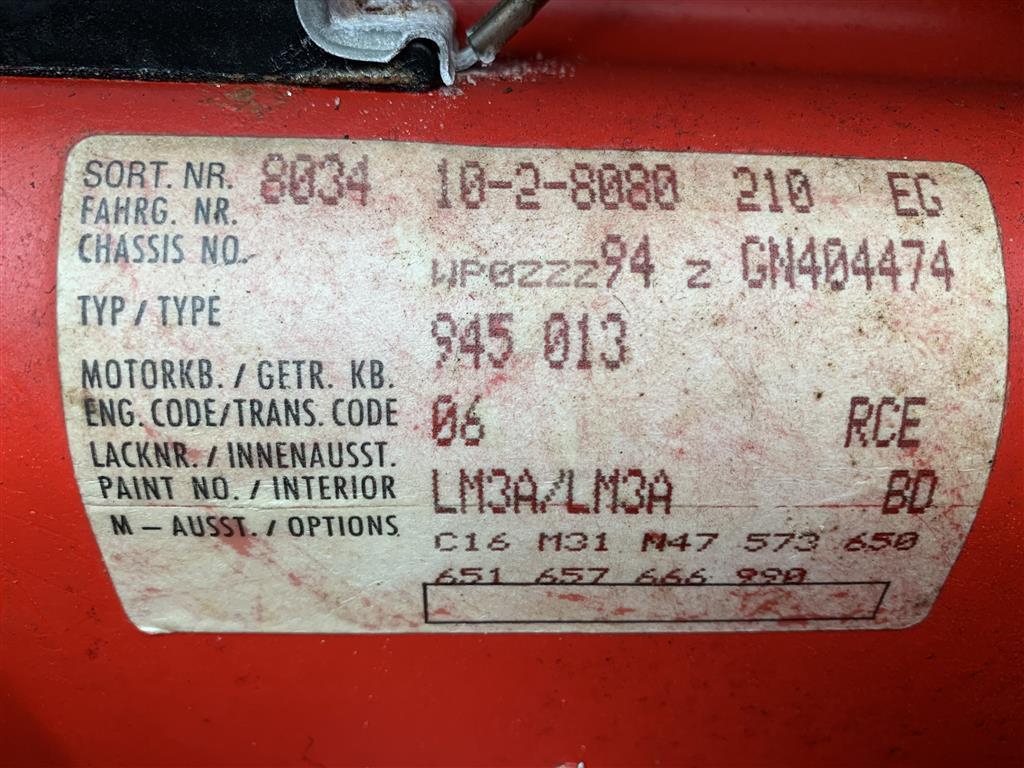 SORT. NR. 8034 10-2-8080 210 EG
FAHRG. NR.
CHASSIS NO. WP0ZZZ94 Z GN404474
TYP / TYPE 945 013
MOTORKB. / GETR. KB.
ENG. CODE/TRANS. CODE 06 RCE
LACKNR. / INNENAUSST.
PAINT NO. / INTERIOR LM3A/LM3A BD
M – AUSST. / OPTIONS C16 M31 M47 573 650
651 657 666 990